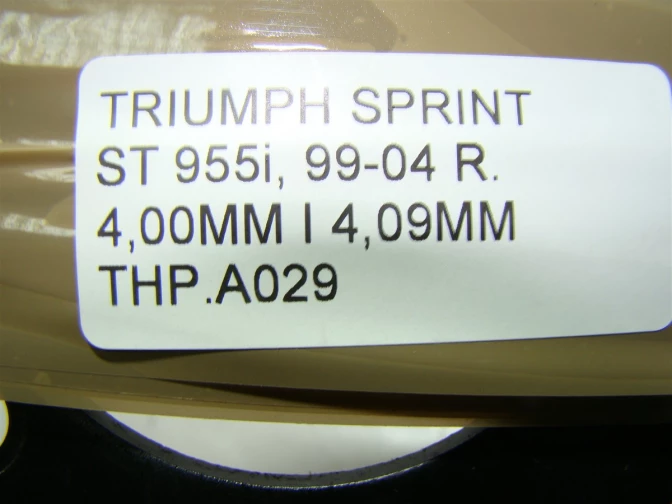 TRIUMPH SPRINT
ST 955i, 99-04 R.
4,00MM I 4,09MM
THP.A029